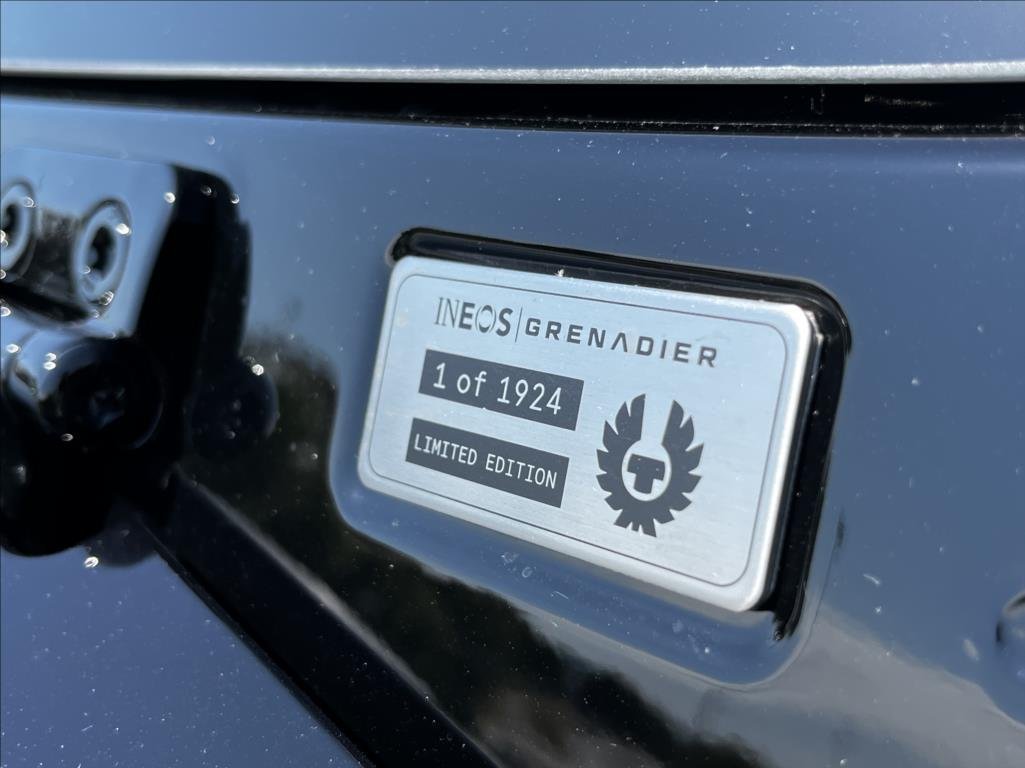 INEOS | GRENADIER
1 of 1924
LIMITED EDITION